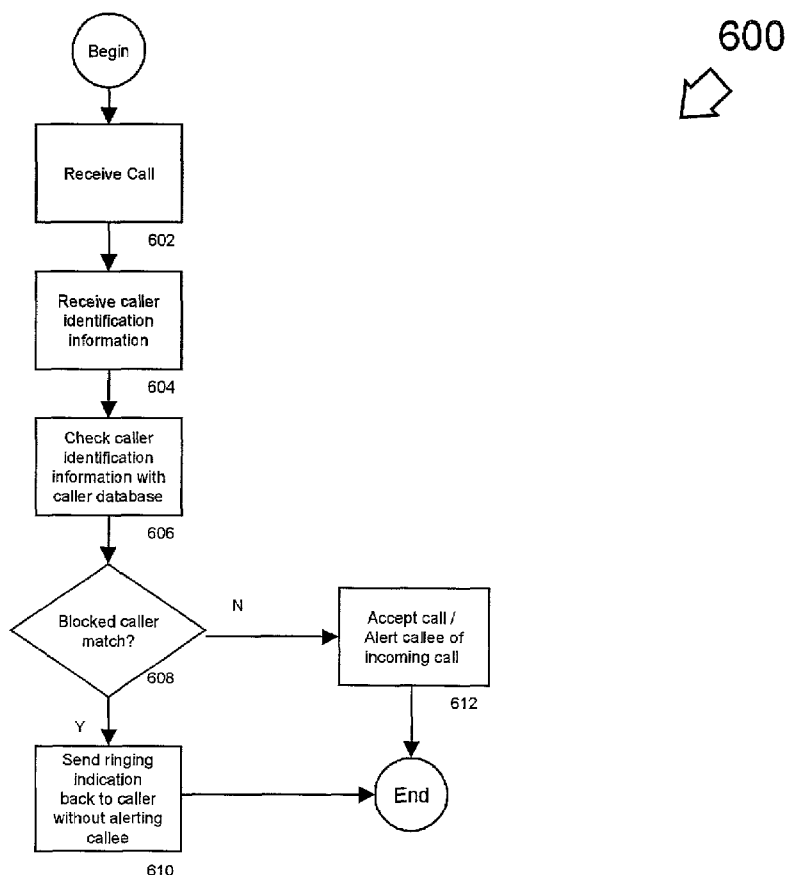 600
Begin
Receive Call
602
Receive caller
identification
information
604
Check caller
identification
information with
caller database
606
Blocked caller
match?
608
N
Accept call /
Alert callee of
incoming call
612
Y
Send ringing
indication
back to caller
without alerting
callee
610
End